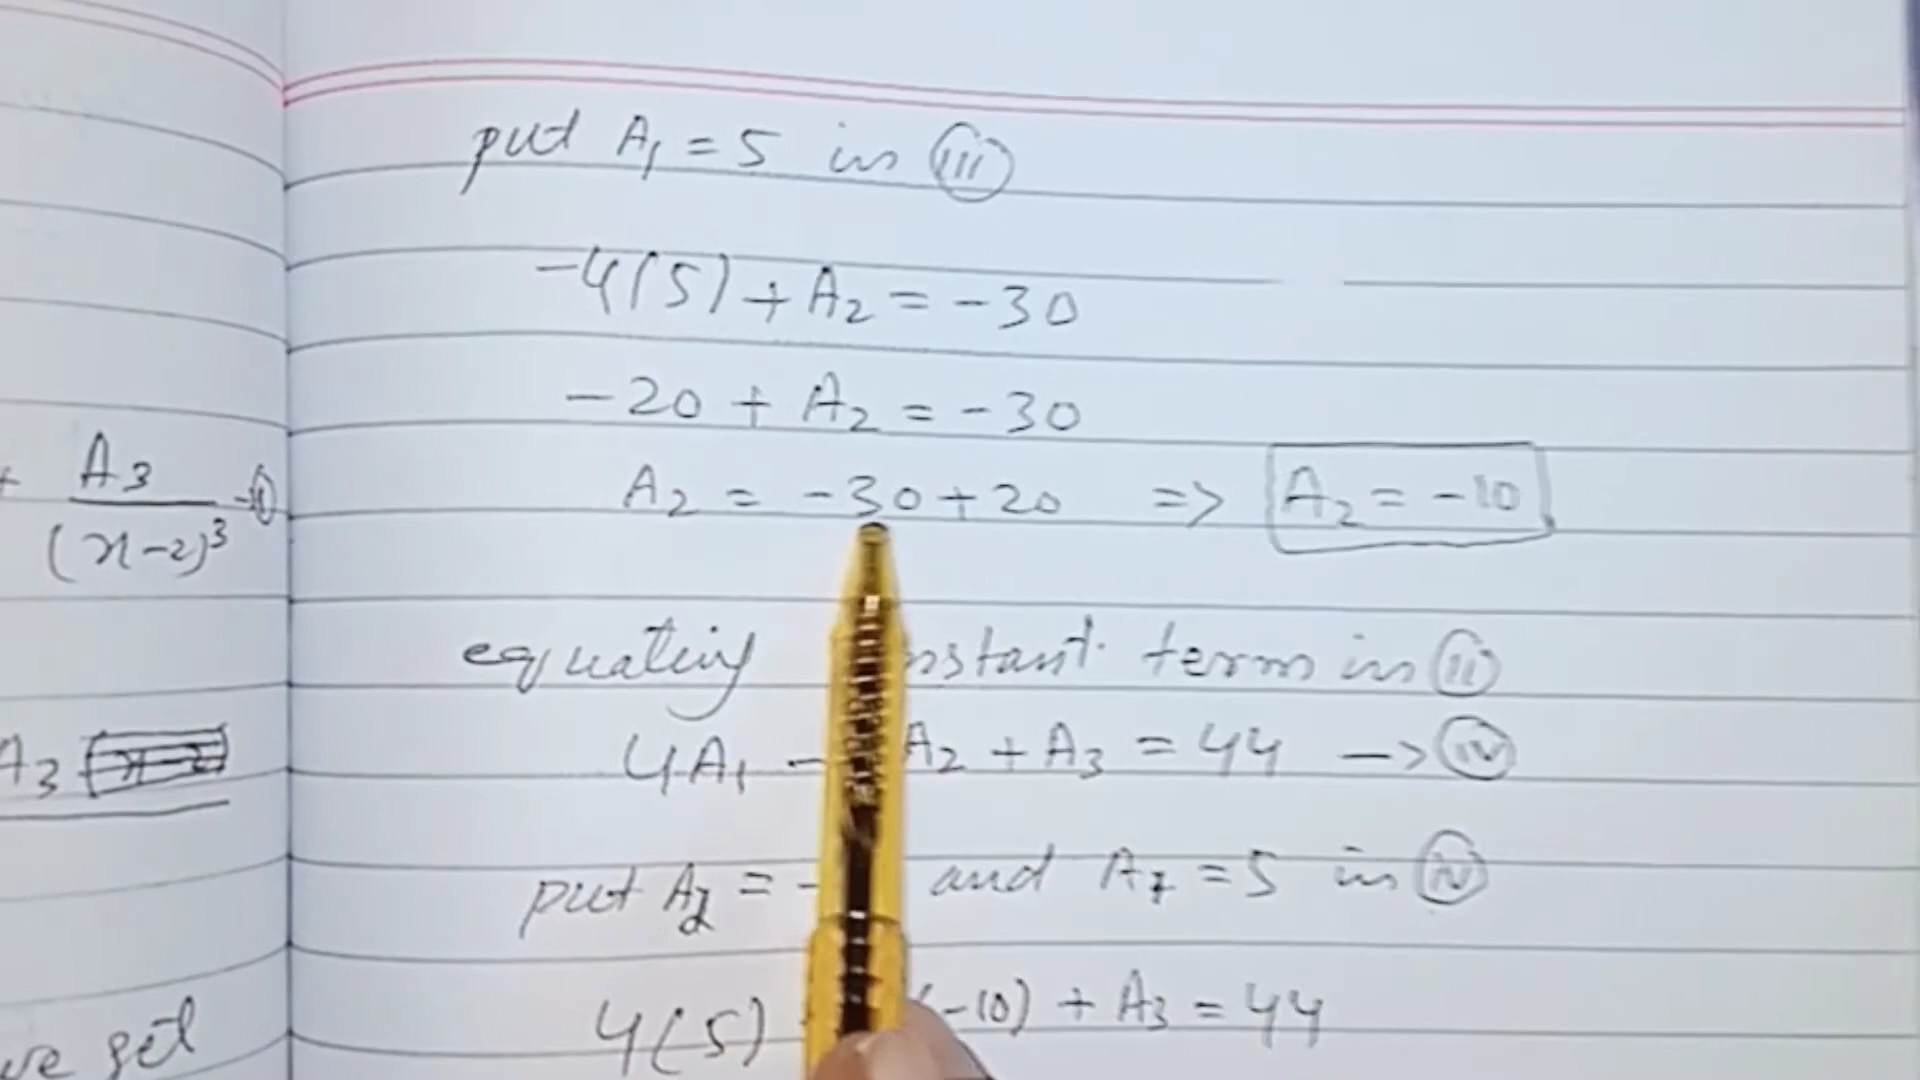 + A3 / (x-2)^3 -(i)
A3
we get
put A1 = 5 in (iii)
-4(5) + A2 = -30
-20 + A2 = -30
A2 = -30+20 => A2 = -10
equating term in (ii)
4A1 - A2 + A3 = 44 -> (iv)
put A2 = - and A1 = 5 in (iv)
4(5) (-10) + A3 = 44